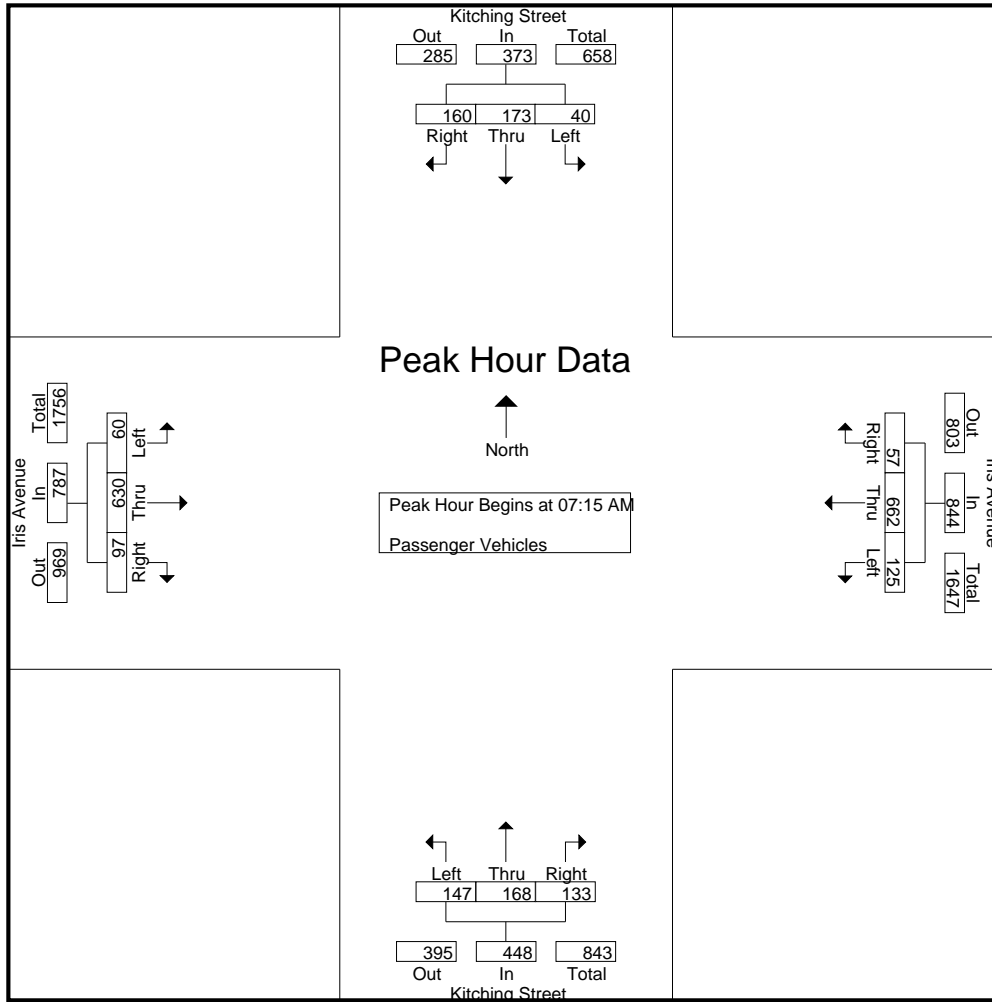 Kitching Street
Out In Total
285 373 658
160 173 40
Right Thru Left
Peak Hour Data
North
Peak Hour Begins at 07:15 AM
Passenger Vehicles
Iris Avenue
Total In Out
1756 787 969
60 630 97
Left Thru Right
Right Thru Left
57 662 125
Out In Total
803 844 1647
Iris Avenue
Left Thru Right
147 168 133
395 448 843
Out In Total
Kitching Street